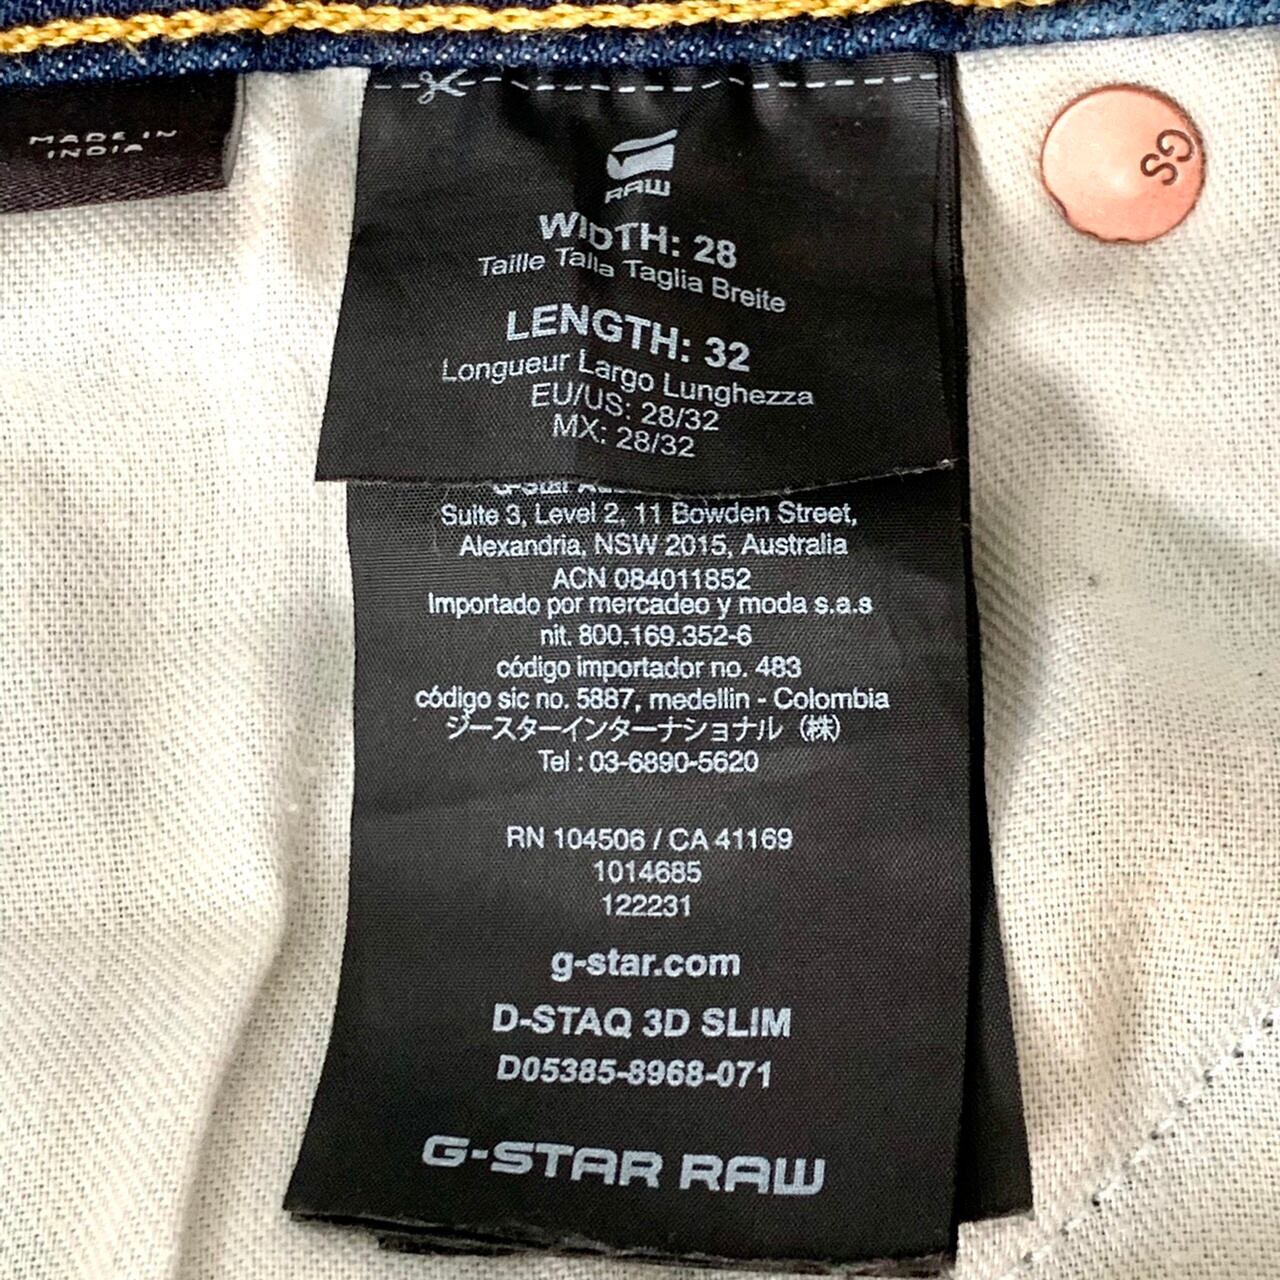 MADE IN
INDIA
RAW
WIDTH: 28
Taille Talla Taglia Breite
LENGTH: 32
Longueur Largo Lunghezza
EU/US: 28/32
MX: 28/32
G-Star
Suite 3, Level 2, 11 Bowden Street,
Alexandria, NSW 2015, Australia
ACN 084011852
Importado por mercadeo y moda s.a.s
nit. 800.169.352-6
código importador no. 483
código sic no. 5887, medellin - Colombia
ジースターインターナショナル（株）
Tel : 03-6890-5620
RN 104506 / CA 41169
1014685
122231
g-star.com
D-STAQ 3D SLIM
D05385-8968-071
G-STAR RAW
GS